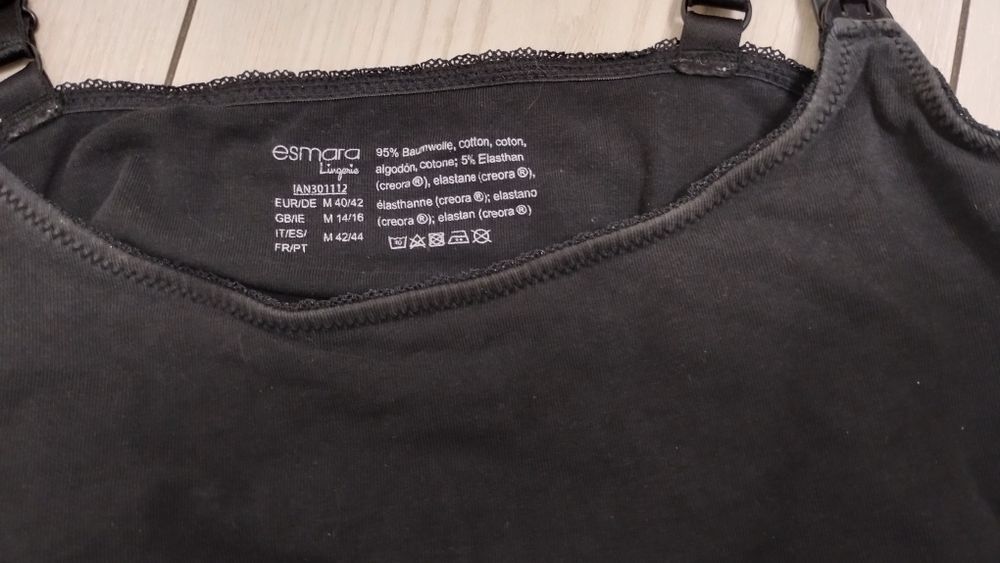 esmara
Lingerie
IAN301112
EUR/DE M 40/42
GB/IE M 14/16
IT/ES/ M 42/44
FR/PT
95% Baumwolle, cotton, coton,
algodón, cotone; 5% Elasthan
(creora ®), elastane (creora ®);
élasthanne (creora ®); elastano
(creora ®); elastan (creora ®)